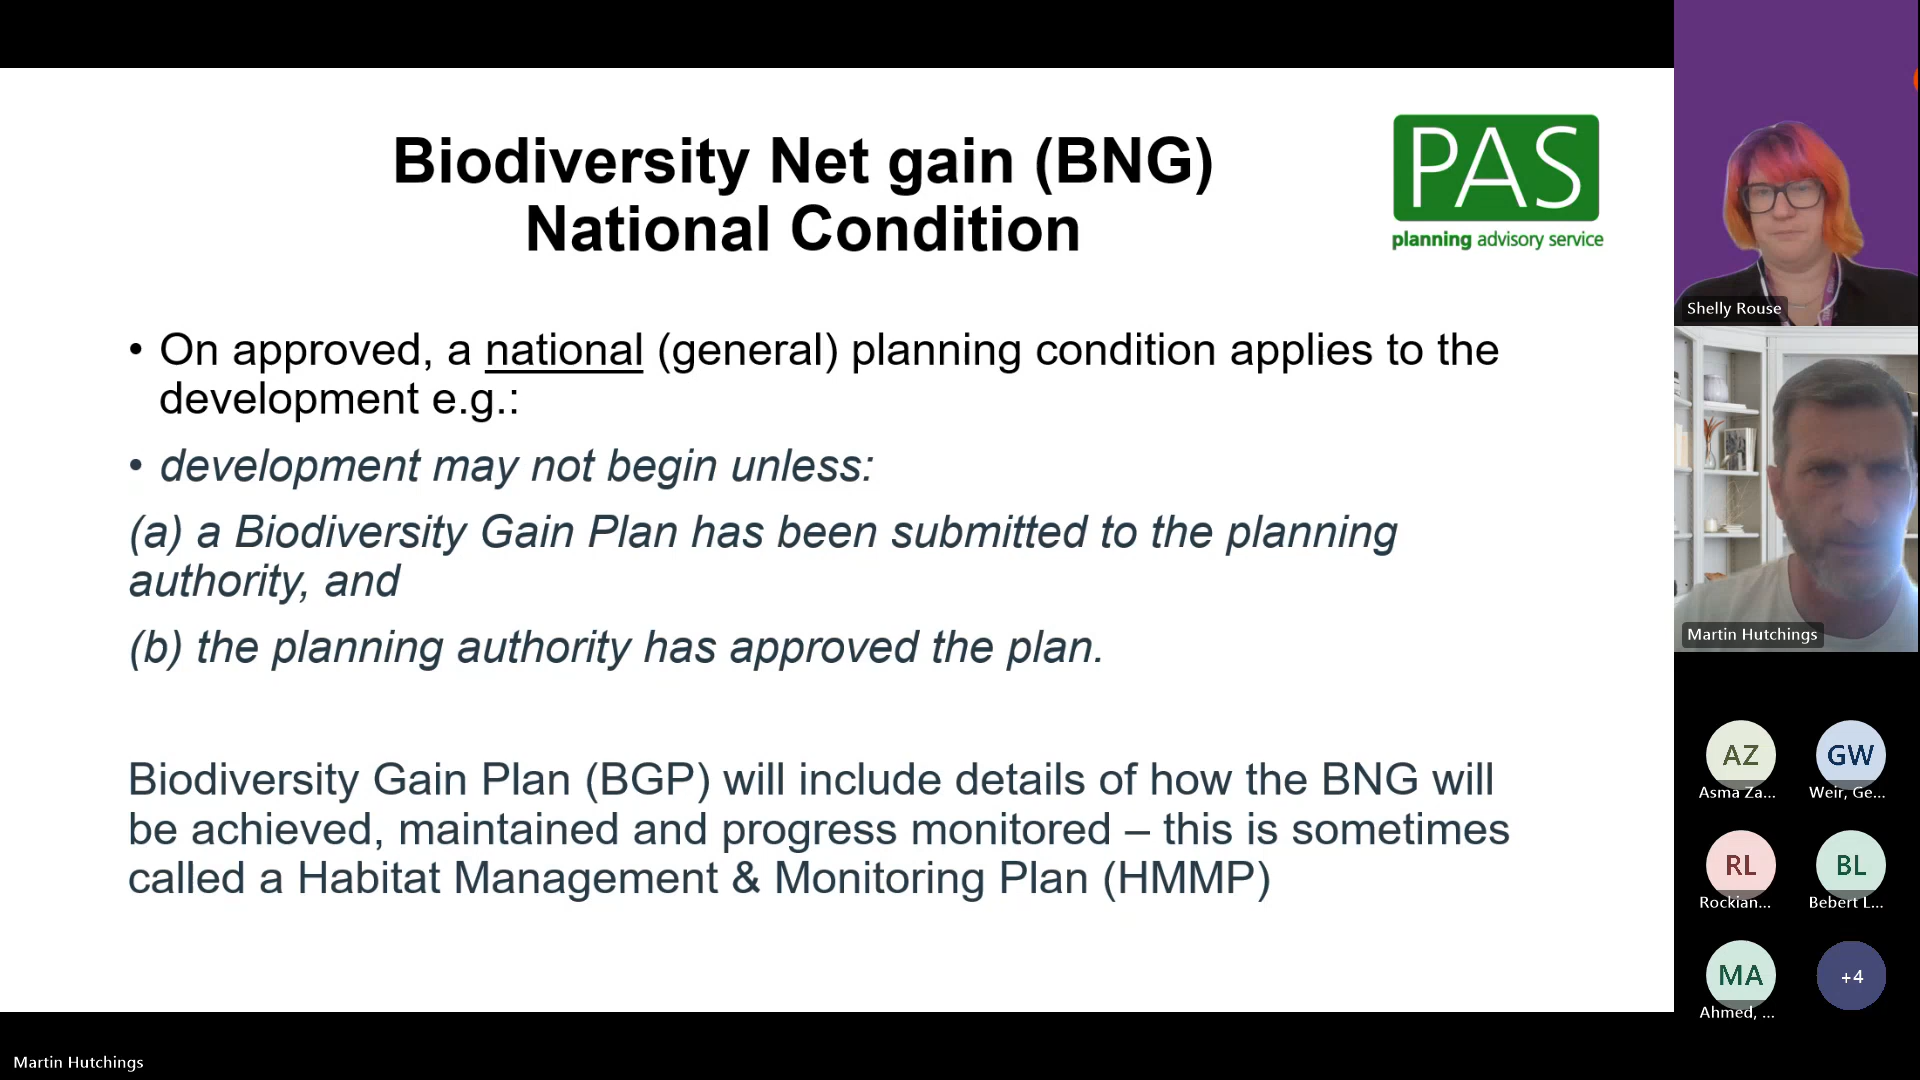 Biodiversity Net gain (BNG)
National Condition
PAS
planning advisory service
• On approved, a national (general) planning condition applies to the
development e.g.:
• development may not begin unless:
(a) a Biodiversity Gain Plan has been submitted to the planning
authority, and
(b) the planning authority has approved the plan.
Biodiversity Gain Plan (BGP) will include details of how the BNG will
be achieved, maintained and progress monitored – this is sometimes
called a Habitat Management & Monitoring Plan (HMMP)
Shelly Rouse
Martin Hutchings
AZ
Asma Za...
GW
Weir, Ge...
RL
Rockian...
BL
Bebert L...
MA
Ahmed, ...
+4
Martin Hutchings